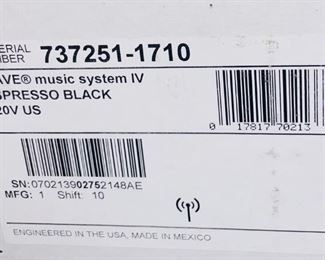 ERIAL
MBER 737251-1710
AVE® music system IV
SPRESSO BLACK
20V US
0 17817 70213
SN:070213902752148AE
MFG: 1 Shift: 10
ENGINEERED IN THE USA, MADE IN MEXICO